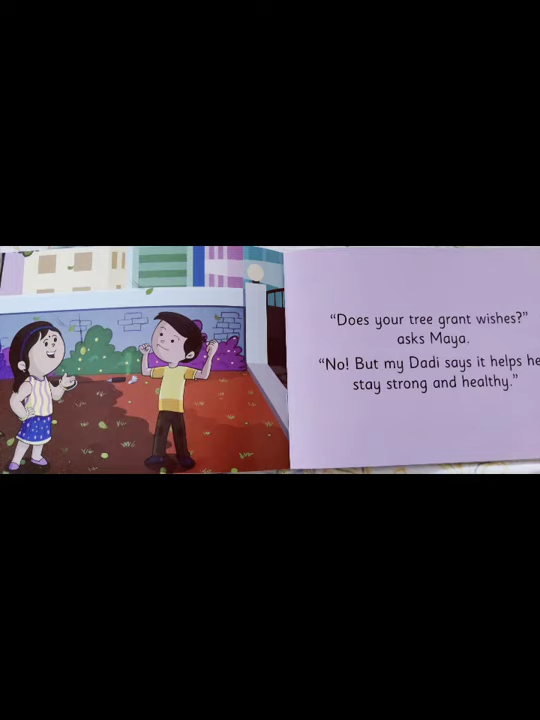 “Does your tree grant wishes?”
asks Maya.
“No! But my Dadi says it helps
stay strong and healthy.”